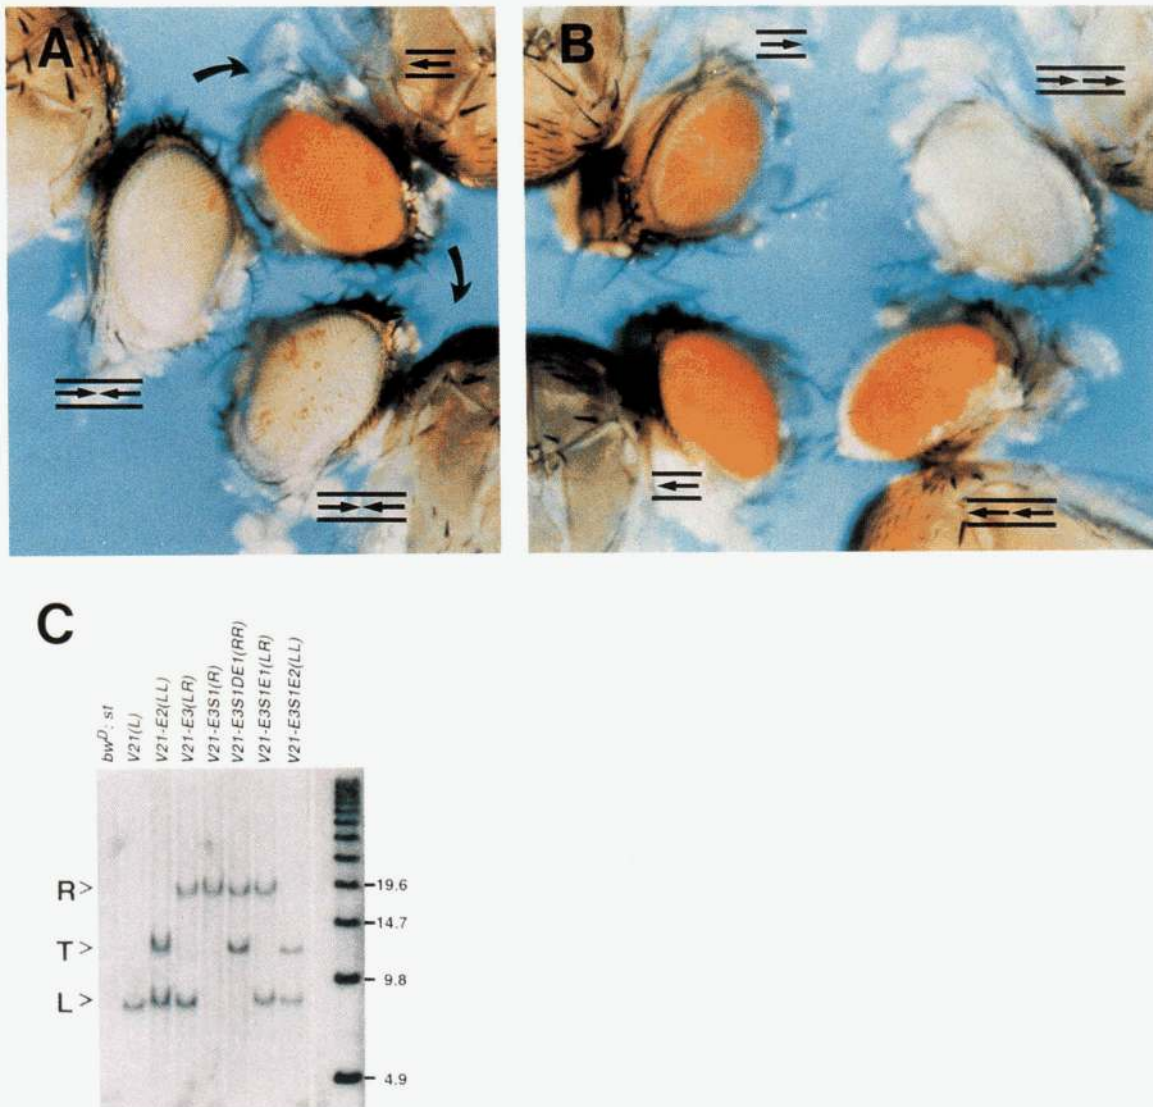 A
B
C
bw^D; st
V21(L)
V21-E2(LL)
V21-E3(LR)
V21-E3S1(R)
V21-E3S1DE1(RR)
V21-E3S1E1(LR)
V21-E3S1E2(LL)
R>
T>
L>
19.6
14.7
9.8
4.9